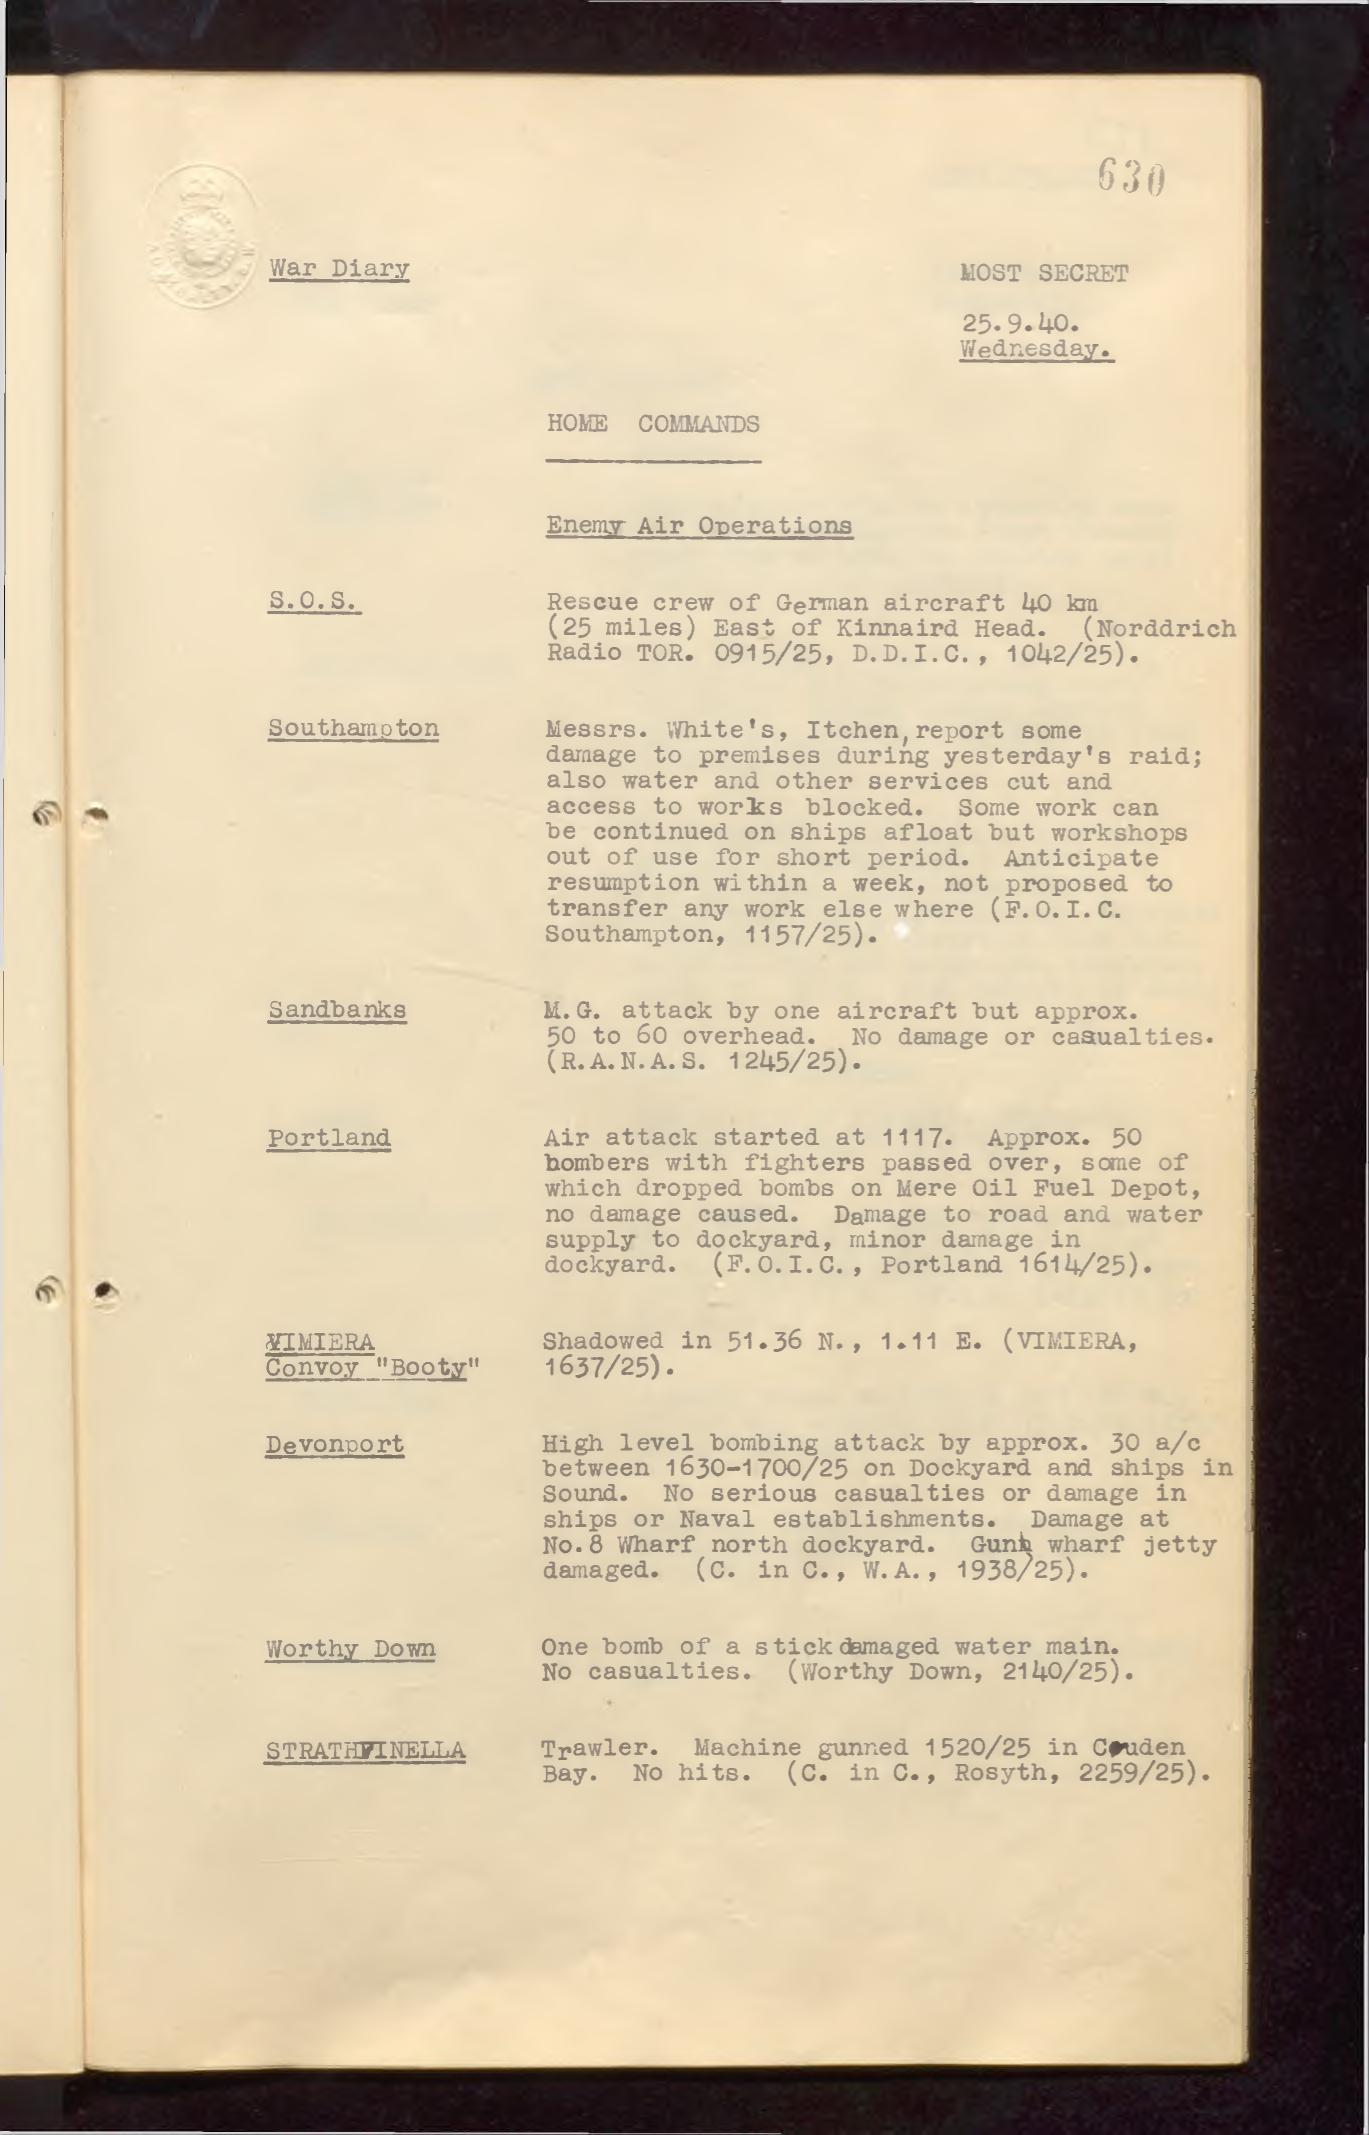 630
War Diary
MOST SECRET
25.9.40.
Wednesday.
HOME COMMANDS
Enemy Air Operations
S.O.S.
Rescue crew of German aircraft 40 km
(25 miles) East of Kinnaird Head. (Norddrich
Radio TOR. 0915/25, D.D.I.C., 1042/25).
Southampton
Messrs. White's, Itchen, report some
damage to premises during yesterday's raid;
also water and other services cut and
access to works blocked. Some work can
be continued on ships afloat but workshops
out of use for short period. Anticipate
resumption within a week, not proposed to
transfer any work else where (F.O.I.C.
Southampton, 1157/25).
Sandbanks
M.G. attack by one aircraft but approx.
50 to 60 overhead. No damage or casualties.
(R.A.N.A.S. 1245/25).
Portland
Air attack started at 1117. Approx. 50
bombers with fighters passed over, some of
which dropped bombs on Mere Oil Fuel Depot,
no damage caused. Damage to road and water
supply to dockyard, minor damage in
dockyard. (F.O.I.C., Portland 1614/25).
VIMIERA
Convoy "Booty"
Shadowed in 51.36 N., 1.11 E. (VIMIERA,
1637/25).
Devonport
High level bombing attack by approx. 30 a/c
between 1630-1700/25 on Dockyard and ships in
Sound. No serious casualties or damage in
ships or Naval establishments. Damage at
No.8 Wharf north dockyard. Gun wharf jetty
damaged. (C. in C., W.A., 1938/25).
Worthy Down
One bomb of a stick damaged water main.
No casualties. (Worthy Down, 2140/25).
STRATHFINELLA
Trawler. Machine gunned 1520/25 in
Bay. No hits. (C. in C., Rosyth, 2259/25).